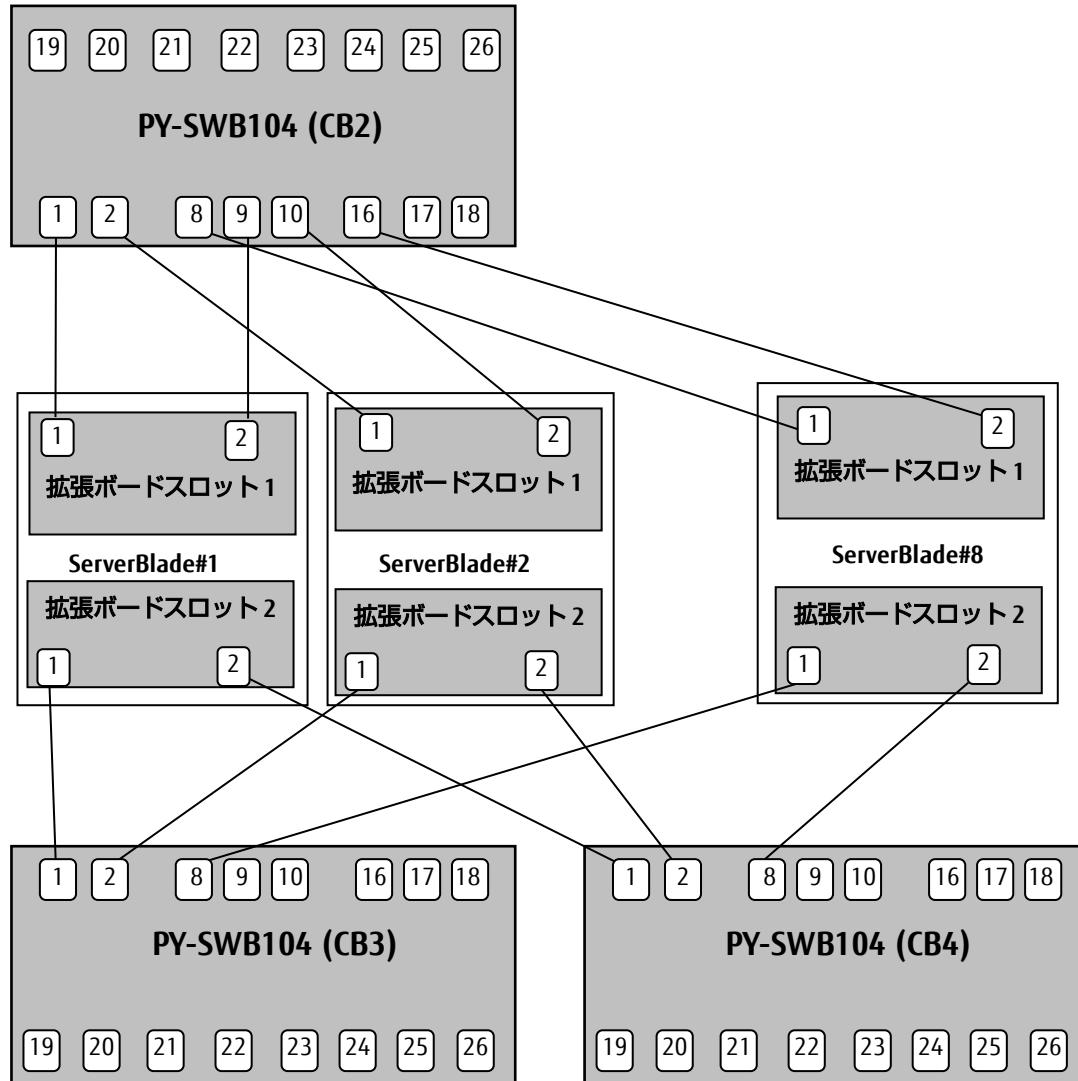 19 20 21 22 23 24 25 26
PY-SWB104 (CB2)
1 2 8 9 10 16 17 18
1 2 1 2 1 2
拡張ボードスロット 1 拡張ボードスロット 1 拡張ボードスロット 1
ServerBlade#1 ServerBlade#2 ServerBlade#8
拡張ボードスロット 2 拡張ボードスロット 2 拡張ボードスロット 2
1 2 1 2 1 2
1 2 8 9 10 16 17 18 1 2 8 9 10 16 17 18
PY-SWB104 (CB3) PY-SWB104 (CB4)
19 20 21 22 23 24 25 26 19 20 21 22 23 24 25 26